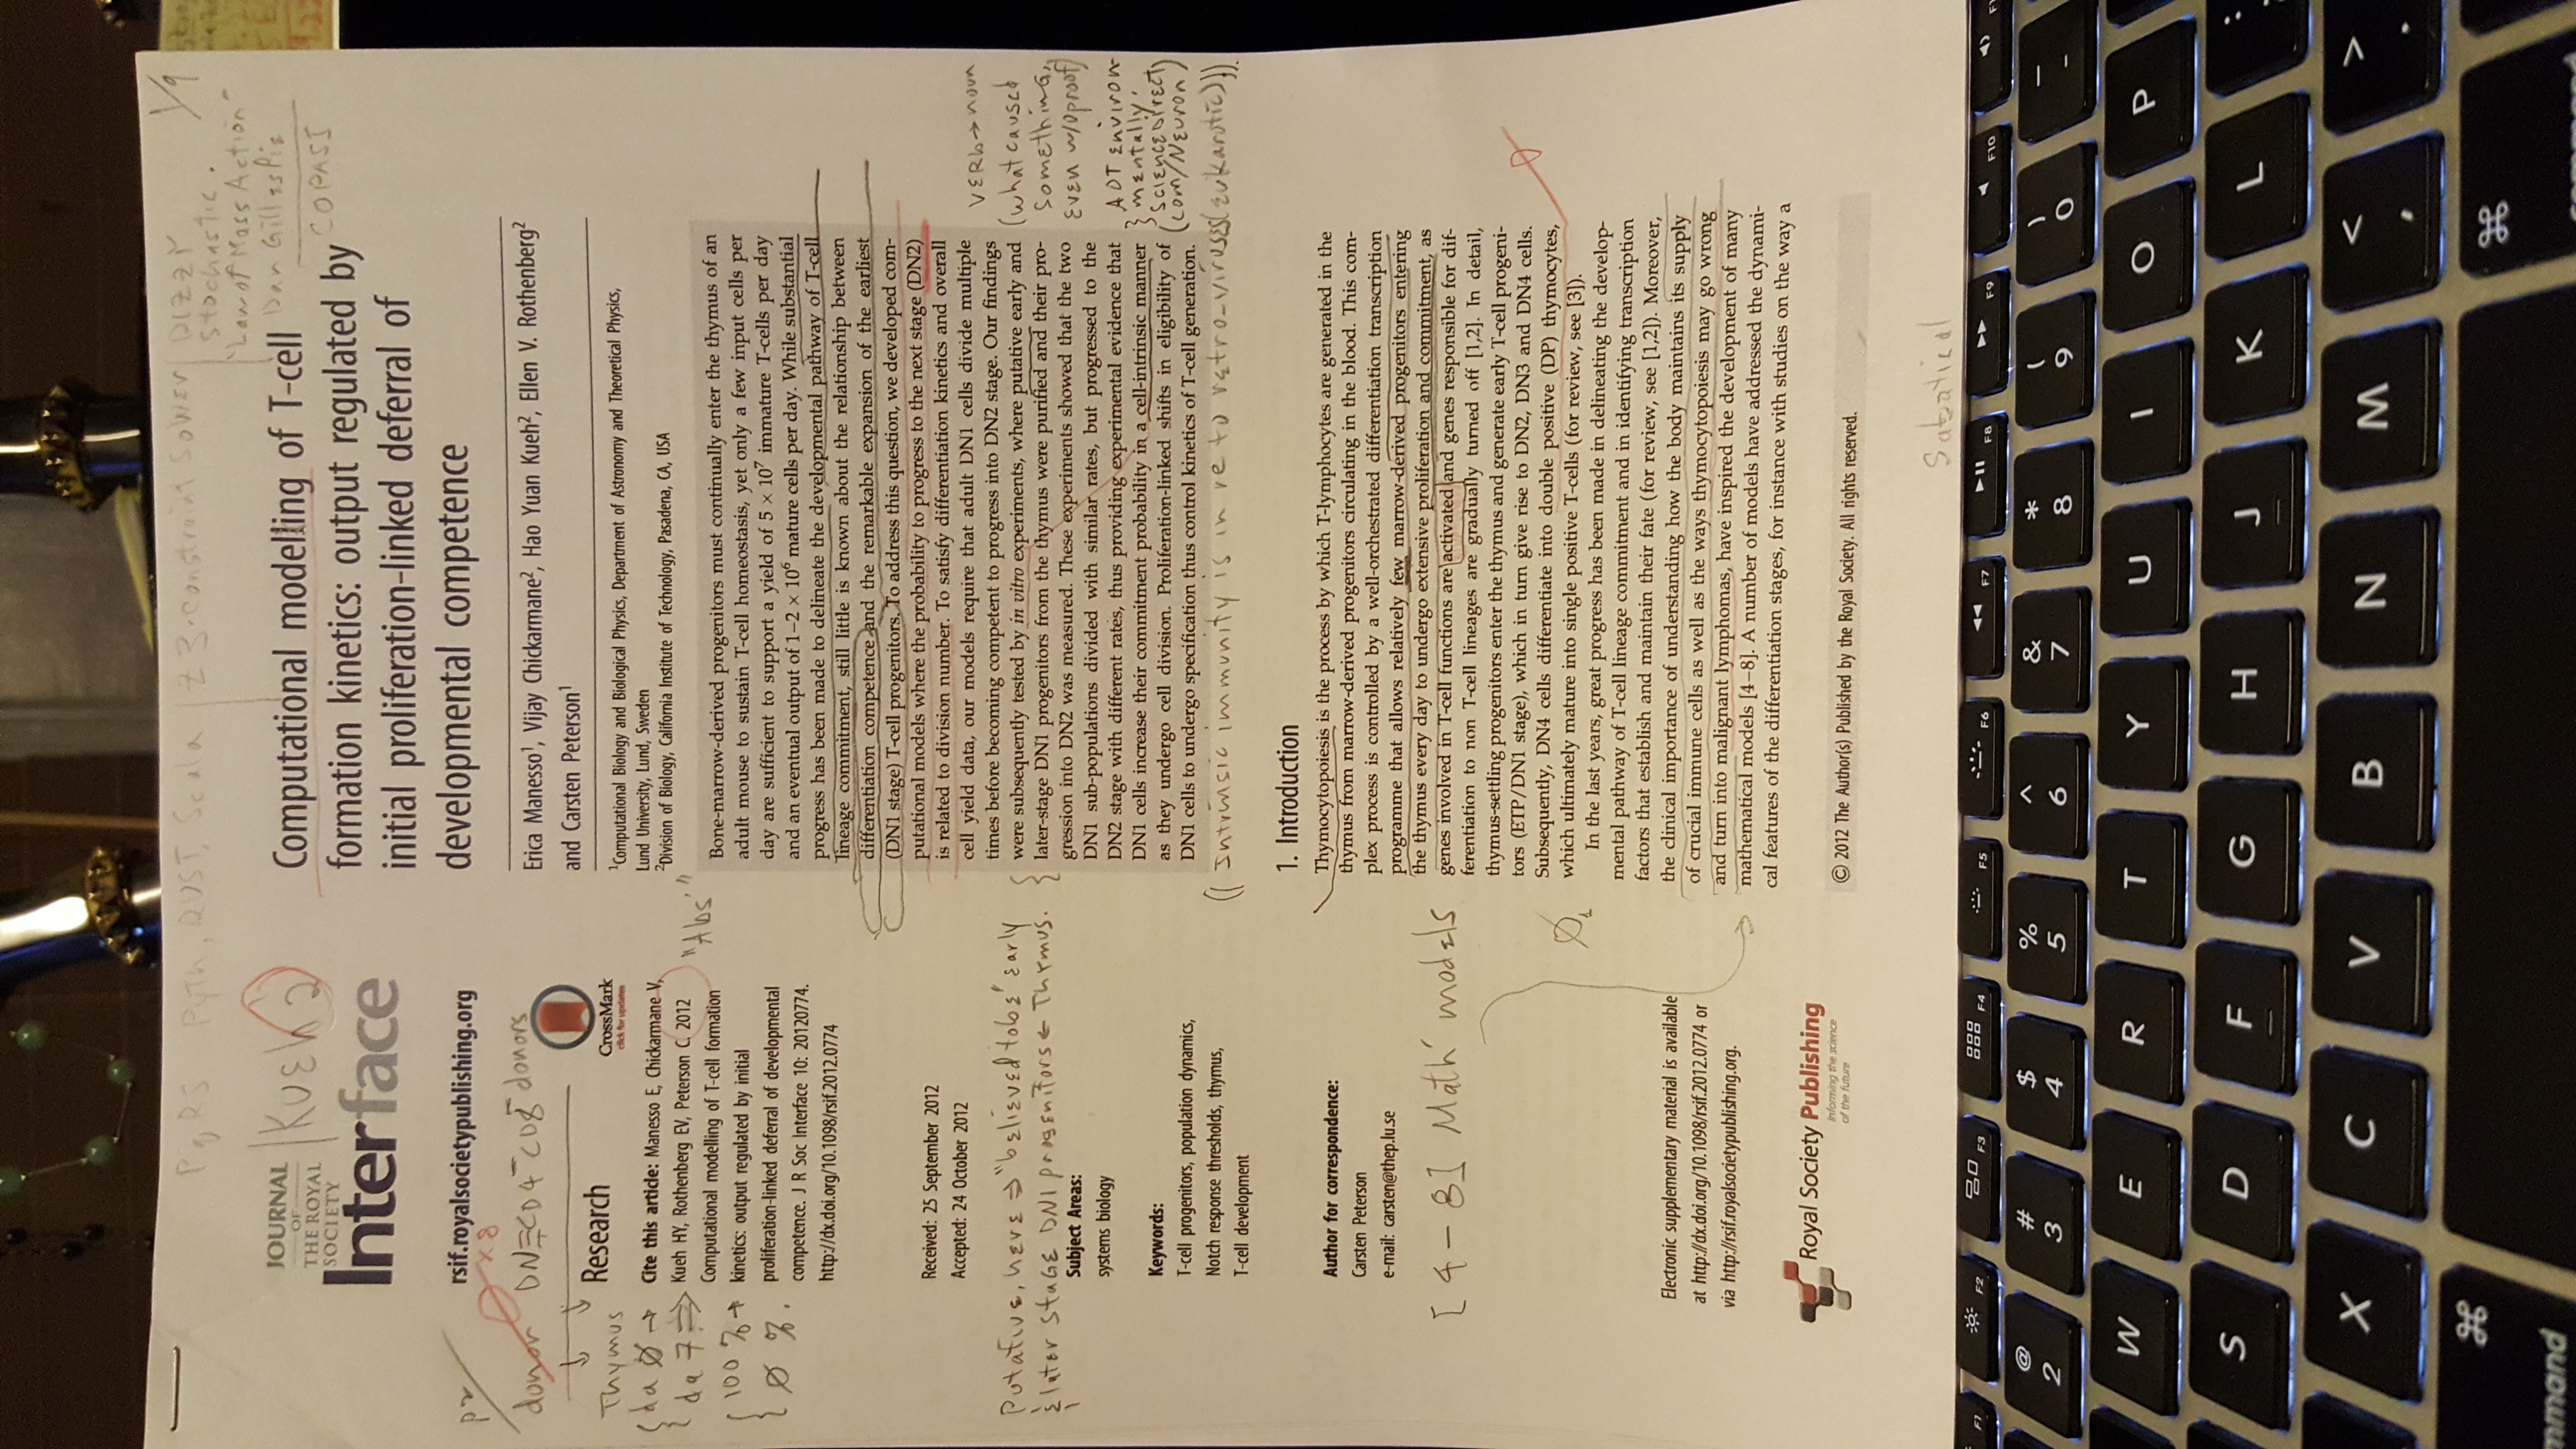 1/9
PyTh, RUST, Scala
Z3-constraint Solver
DIZZY
Stochastic.
"Law of Mass Action"
Dan Gillespie
COPASI
JOURNAL
OF
THE ROYAL
SOCIETY
Interface
Kueh 2
rsif.royalsocietypublishing.org
p2
x8
donor DN≡CD4⁻CD8⁻ donors
Thymus
da 0 →
da 7 ⇒
100 % →
0 %.
Research
CrossMark
click for updates
Cite this article: Manesso E, Chickarmane V,
Kueh HY, Rothenberg EV, Peterson C. 2012
Computational modelling of T-cell formation
kinetics: output regulated by initial
proliferation-linked deferral of developmental
competence. J R Soc Interface 10: 20120774.
http://dx.doi.org/10.1098/rsif.2012.0774
Received: 25 September 2012
Accepted: 24 October 2012
Putative, here ⇒ "believed to be" early
& later STAGE DN1 progenitors ← Thymus.
Subject Areas:
systems biology
Keywords:
T-cell progenitors, population dynamics,
Notch response thresholds, thymus,
T-cell development
Author for correspondence:
Carsten Peterson
e-mail: carsten@thep.lu.se
[4-8] Math models
Electronic supplementary material is available
at http://dx.doi.org/10.1098/rsif.2012.0774 or
via http://rsif.royalsocietypublishing.org.
Royal Society Publishing
Informing the science
of the future
Computational modelling of T-cell
formation kinetics: output regulated by
initial proliferation-linked deferral of
developmental competence
Erica Manesso1, Vijay Chickarmane2, Hao Yuan Kueh2, Ellen V. Rothenberg2
and Carsten Peterson1
1Computational Biology and Biological Physics, Department of Astronomy and Theoretical Physics,
Lund University, Lund, Sweden
2Division of Biology, California Institute of Technology, Pasadena, CA, USA
"Abs"
Bone-marrow-derived progenitors must continually enter the thymus of an
adult mouse to sustain T-cell homeostasis, yet only a few input cells per
day are sufficient to support a yield of 5 × 10⁷ immature T-cells per day
and an eventual output of 1–2 × 10⁶ mature cells per day. While substantial
progress has been made to delineate the developmental pathway of T-cell
lineage commitment, still little is known about the relationship between
differentiation competence and the remarkable expansion of the earliest
(DN1 stage) T-cell progenitors. To address this question, we developed com-
putational models where the probability to progress to the next stage (DN2)
is related to division number. To satisfy differentiation kinetics and overall
cell yield data, our models require that adult DN1 cells divide multiple
times before becoming competent to progress into DN2 stage. Our findings
were subsequently tested by in vitro experiments, where putative early and
later-stage DN1 progenitors from the thymus were purified and their pro-
gression into DN2 was measured. These experiments showed that the two
DN1 sub-populations divided with similar rates, but progressed to the
DN2 stage with different rates, thus providing experimental evidence that
DN1 cells increase their commitment probability in a cell-intrinsic manner
as they undergo cell division. Proliferation-linked shifts in eligibility of
DN1 cells to undergo specification thus control kinetics of T-cell generation.
VERb → noun
(what caused
something,
even w/o proof)
environ-
mentally.
(sciencedirect,
com/Neuron)
((Intrinsic immunity is in re to retro-viruses(eukarotic))).
1. Introduction
Thymocytopoiesis is the process by which T-lymphocytes are generated in the
thymus from marrow-derived progenitors circulating in the blood. This com-
plex process is controlled by a well-orchestrated differentiation transcription
programme that allows relatively few marrow-derived progenitors entering
the thymus every day to undergo extensive proliferation and commitment, as
genes involved in T-cell functions are activated and genes responsible for dif-
ferentiation to non T-cell lineages are gradually turned off [1,2]. In detail,
thymus-settling progenitors enter the thymus and generate early T-cell progeni-
tors (ETP/DN1 stage), which in turn give rise to DN2, DN3 and DN4 cells.
Subsequently, DN4 cells differentiate into double positive (DP) thymocytes,
which ultimately mature into single positive T-cells (for review, see [3]).
In the last years, great progress has been made in delineating the develop-
mental pathway of T-cell lineage commitment and in identifying transcription
factors that establish and maintain their fate (for review, see [1,2]). Moreover,
the clinical importance of understanding how the body maintains its supply
of crucial immune cells as well as the ways thymocytopoiesis may go wrong
and turn into malignant lymphomas, have inspired the development of many
mathematical models [4–8]. A number of models have addressed the dynami-
cal features of the differentiation stages, for instance with studies on the way a
© 2012 The Author(s) Published by the Royal Society. All rights reserved.
Sabatical
F1 F2 F3 F4 F5 F6 F7 F8 F9 F10
@ # $ % ^ & * ( ) _
2 3 4 5 6 7 8 9 0 -
W E R T Y U I O P
S D F G H J K L :
X C V B N M < >
, .
mmand
command